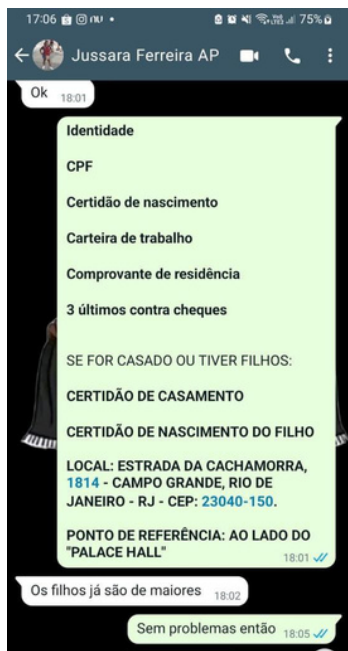 17:06
75%
Jussara Ferreira AP
Ok 18:01
Identidade
CPF
Certidão de nascimento
Carteira de trabalho
Comprovante de residência
3 últimos contra cheques
SE FOR CASADO OU TIVER FILHOS:
CERTIDÃO DE CASAMENTO
CERTIDÃO DE NASCIMENTO DO FILHO
LOCAL: ESTRADA DA CACHAMORRA,
1814 - CAMPO GRANDE, RIO DE
JANEIRO - RJ - CEP: 23040-150.
PONTO DE REFERÊNCIA: AO LADO DO
"PALACE HALL"
18:01
Os filhos já são de maiores 18:02
Sem problemas então 18:05